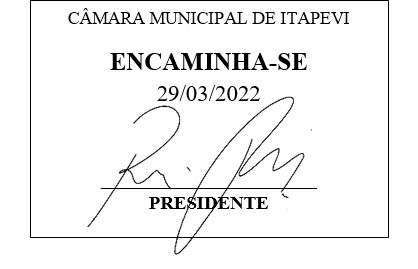 CÂMARA MUNICIPAL DE ITAPEVI
ENCAMINHA-SE
29/03/2022
PRESIDENTE